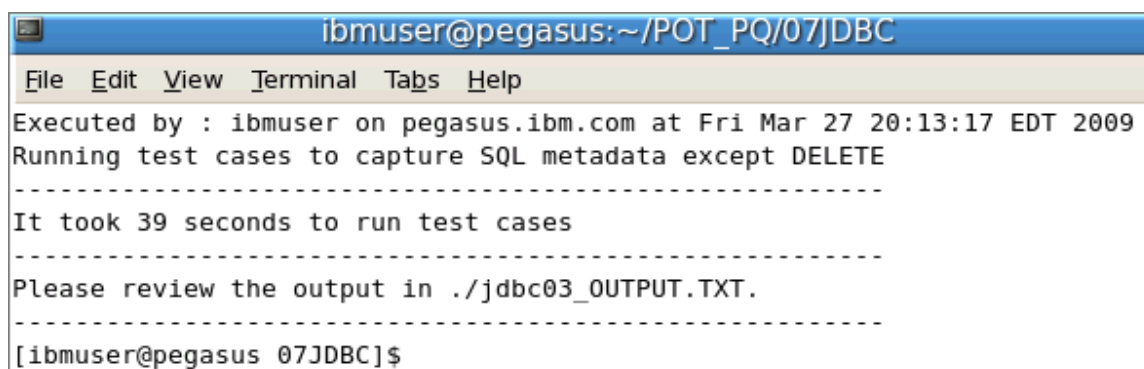 ibmuser@pegasus:~/POT_PQ/07JDBC
File Edit View Terminal Tabs Help
Executed by : ibmuser on pegasus.ibm.com at Fri Mar 27 20:13:17 EDT 2009
Running test cases to capture SQL metadata except DELETE
--------------------------------------------------------
It took 39 seconds to run test cases
--------------------------------------------------------
Please review the output in ./jdbc03_OUTPUT.TXT.
--------------------------------------------------------
[ibmuser@pegasus 07JDBC]$